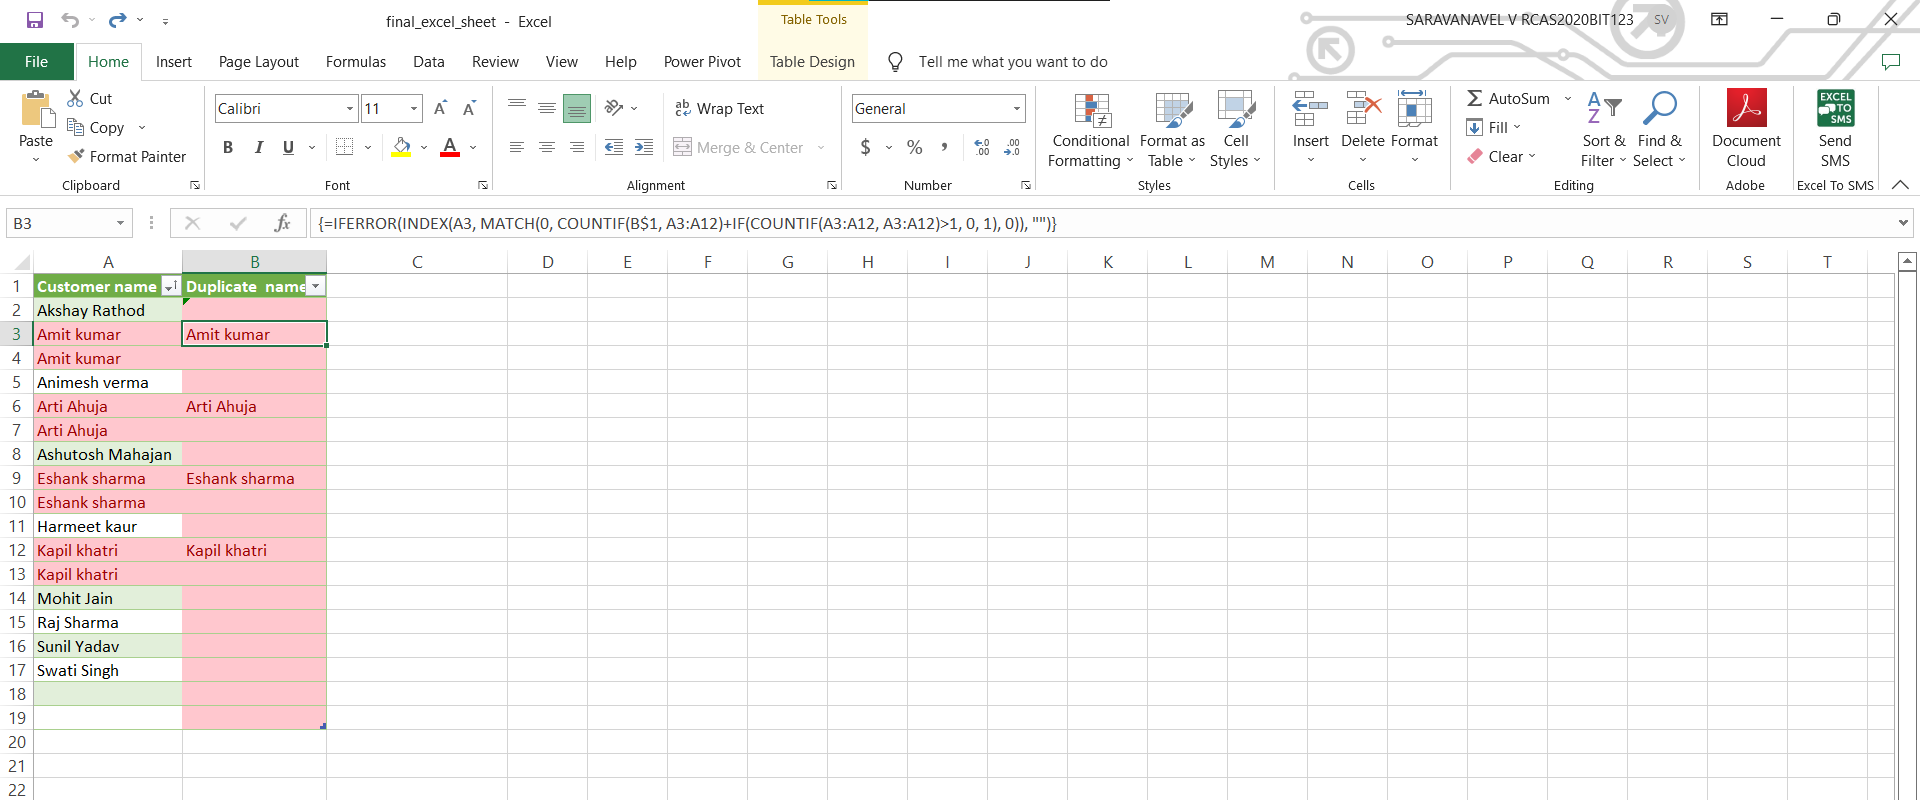 final_excel_sheet - Excel
Table Tools
SARAVANAVEL V RCAS2020BIT123 SV
File Home Insert Page Layout Formulas Data Review View Help Power Pivot Table Design Tell me what you want to do
Paste
Cut
Copy
Format Painter
Clipboard
Calibri 11 A A
B I U A
Font
ab Wrap Text
Merge & Center
Alignment
General
$ % , .00 .00
Number
Conditional Formatting
Format as Table
Cell Styles
Styles
Insert Delete Format
Cells
AutoSum
Fill
Clear
Sort & Filter
Find & Select
Editing
Document Cloud
Adobe
EXCEL TO SMS
Send SMS
Excel To SMS
B3 fx {=IFERROR(INDEX(A3, MATCH(0, COUNTIF(B$1, A3:A12)+IF(COUNTIF(A3:A12, A3:A12)>1, 0, 1), 0)), "")}
A B C D E F G H I J K L M N O P Q R S T
1 Customer name Duplicate name
2 Akshay Rathod
3 Amit kumar Amit kumar
4 Amit kumar
5 Animesh verma
6 Arti Ahuja Arti Ahuja
7 Arti Ahuja
8 Ashutosh Mahajan
9 Eshank sharma Eshank sharma
10 Eshank sharma
11 Harmeet kaur
12 Kapil khatri Kapil khatri
13 Kapil khatri
14 Mohit Jain
15 Raj Sharma
16 Sunil Yadav
17 Swati Singh
18
19
20
21
22